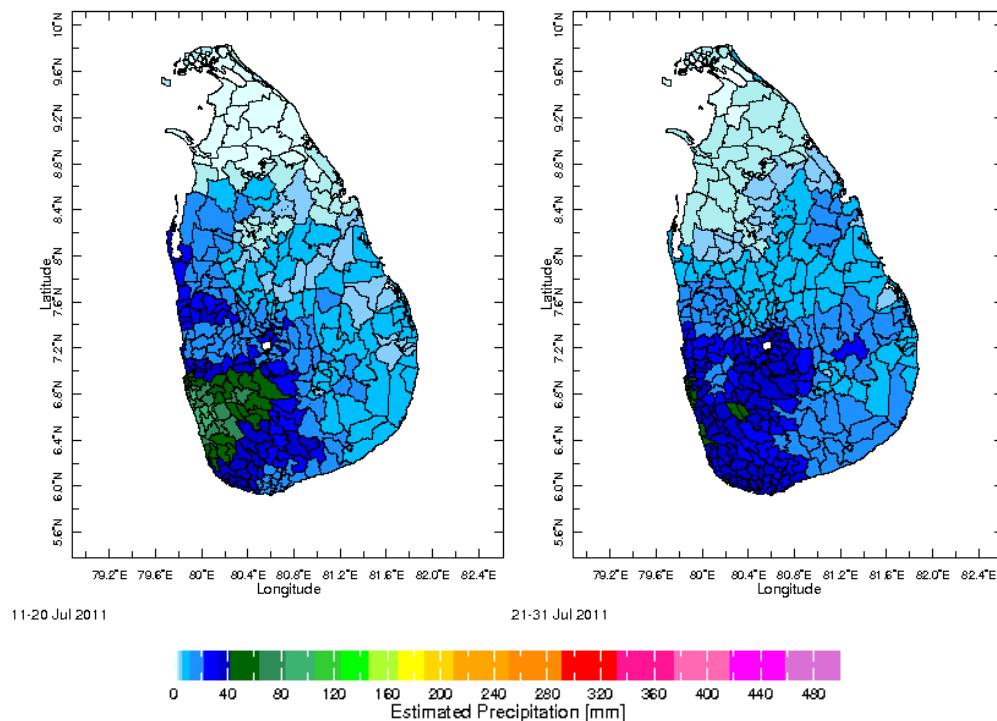 10°N
9.6°N
9.2°N
8.8°N
8.4°N
8°N
7.6°N
7.2°N
6.8°N
6.4°N
6.0°N
5.6°N
Latitude
79.2°E 79.6°E 80°E 80.4°E 80.8°E 81.2°E 81.6°E 82.0°E 82.4°E
Longitude
11-20 Jul 2011
10°N
9.6°N
9.2°N
8.8°N
8.4°N
8°N
7.6°N
7.2°N
6.8°N
6.4°N
6.0°N
5.6°N
Latitude
79.2°E 79.6°E 80°E 80.4°E 80.8°E 81.2°E 81.6°E 82.0°E 82.4°E
Longitude
21-31 Jul 2011
0 40 80 120 160 200 240 280 320 360 400 440 480
Estimated Precipitation [mm]